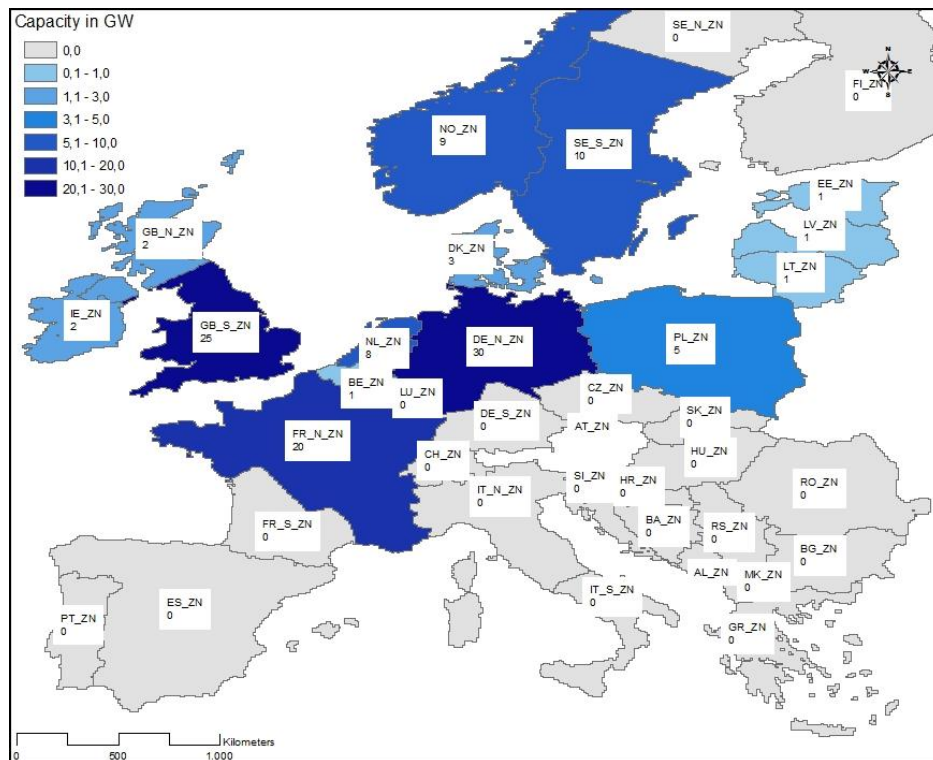 Capacity in GW
0,0
0,1 - 1,0
1,1 - 3,0
3,1 - 5,0
5,1 - 10,0
10,1 - 20,0
20,1 - 30,0
SE_N_ZN
0
N
W
E
S
FI_ZN
0
NO_ZN
9
SE_S_ZN
10
EE_ZN
1
LV_ZN
1
LT_ZN
1
GB_N_ZN
2
DK_ZN
3
IE_ZN
2
GB_S_ZN
25
NL_ZN
8
DE_N_ZN
30
PL_ZN
5
BE_ZN
1
LU_ZN
0
CZ_ZN
0
DE_S_ZN
0
SK_ZN
0
AT_ZN
0
FR_N_ZN
20
CH_ZN
0
HU_ZN
0
IT_N_ZN
0
SI_ZN
0
HR_ZN
0
RO_ZN
0
FR_S_ZN
0
BA_ZN
0
RS_ZN
0
BG_ZN
0
AL_ZN
MK_ZN
0
ES_ZN
0
PT_ZN
0
IT_S_ZN
0
GR_ZN
0
Kilometers
0
500
1.000